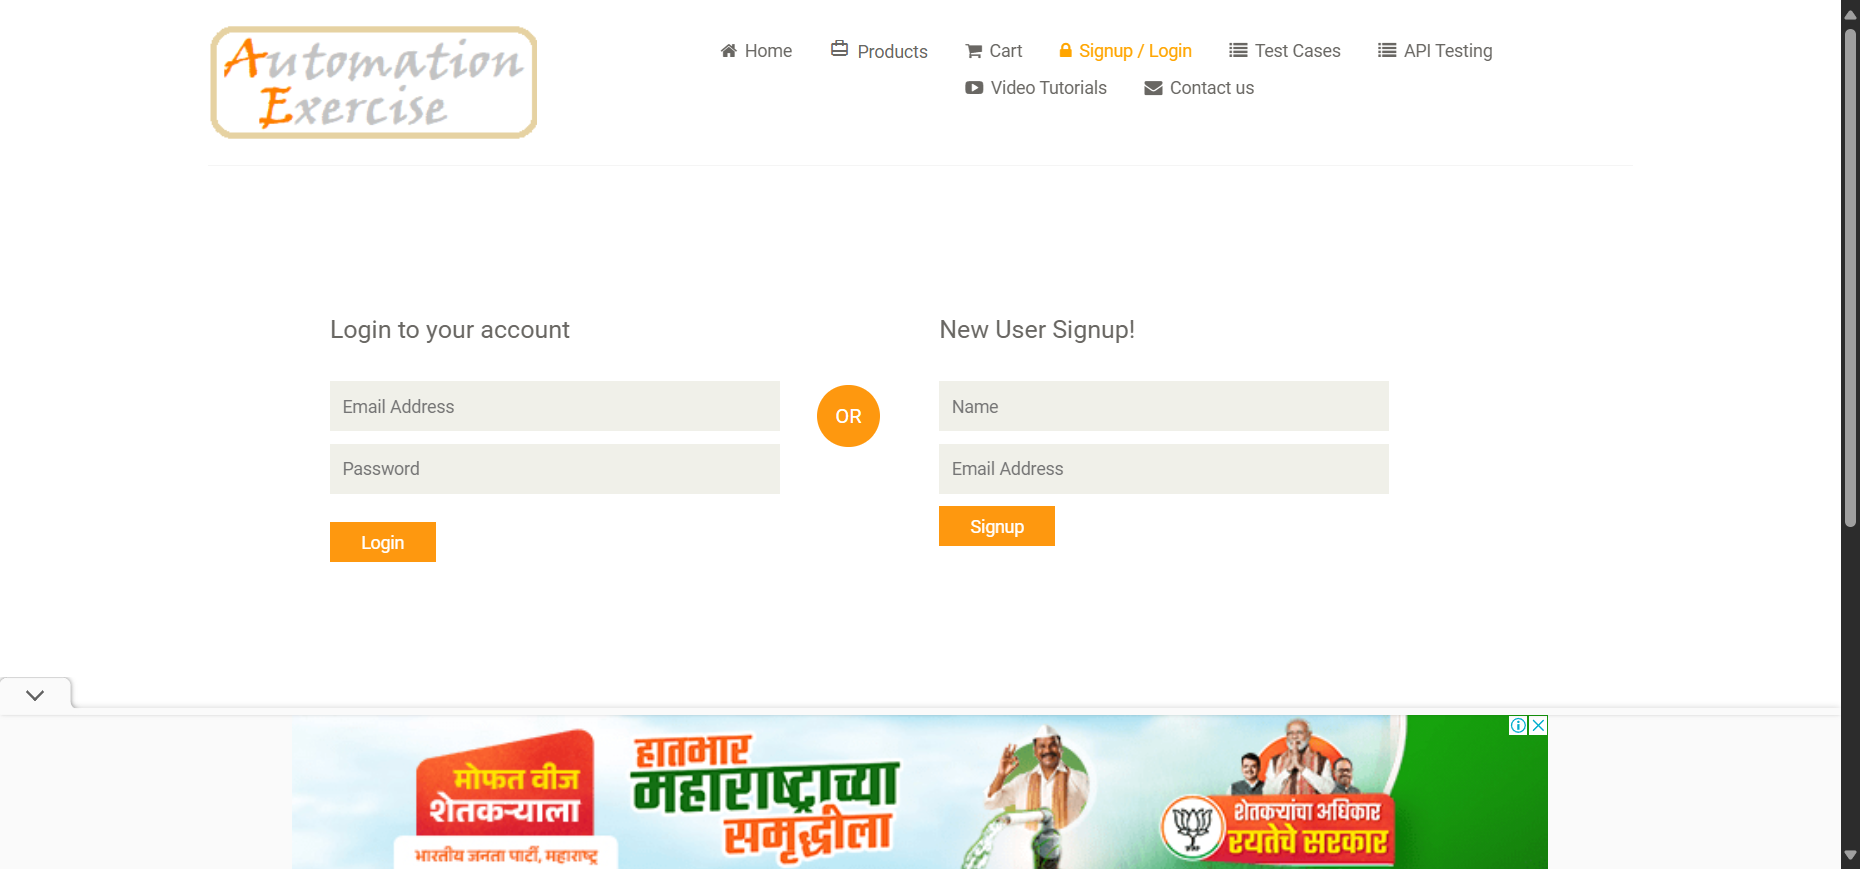 Automation
Exercise
Home
Products
Cart
Signup / Login
Test Cases
API Testing
Video Tutorials
Contact us
Login to your account
New User Signup!
Email Address
OR
Name
Password
Email Address
Login
Signup
मोफत वीज
शेतकऱ्याला
भारतीय जनता पार्टी, महाराष्ट्र
हातभार
महाराष्ट्राच्या
समृद्धीला
शेतकऱ्यांचा अधिकार
रयतेचे सरकार